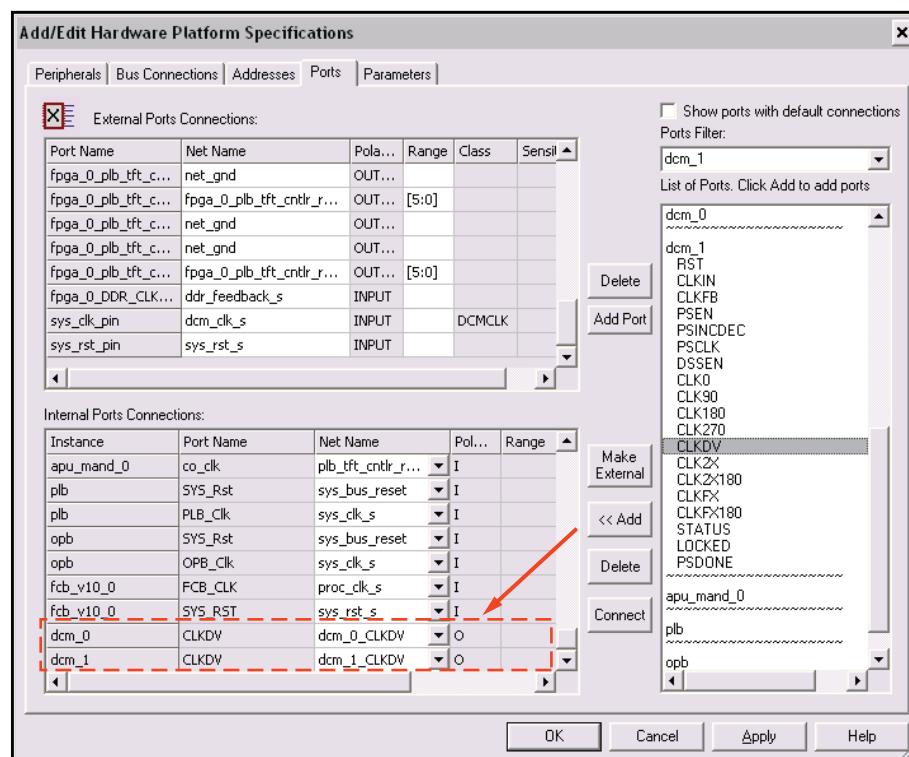 Add/Edit Hardware Platform Specifications
Peripherals Bus Connections Addresses Ports Parameters
External Ports Connections:
Port Name Net Name Pola... Range Class Sensi
fpga_0_plb_tft_c... net_gnd OUT...
fpga_0_plb_tft_c... fpga_0_plb_tft_cntlr_r... OUT... [5:0]
fpga_0_plb_tft_c... net_gnd OUT...
fpga_0_plb_tft_c... net_gnd OUT...
fpga_0_plb_tft_c... fpga_0_plb_tft_cntlr_r... OUT... [5:0]
fpga_0_DDR_CLK... ddr_feedback_s INPUT
sys_clk_pin dcm_clk_s INPUT DCMCLK
sys_rst_pin sys_rst_s INPUT
Delete
Add Port
Internal Ports Connections:
Instance Port Name Net Name Pol... Range
apu_mand_0 co_clk plb_tft_cntlr_r... I
plb SYS_Rst sys_bus_reset I
plb PLB_Clk sys_clk_s I
opb SYS_Rst sys_bus_reset I
opb OPB_Clk sys_clk_s I
fcb_v10_0 FCB_CLK proc_clk_s I
fcb_v10_0 SYS_RST sys_rst_s I
dcm_0 CLKDV dcm_0_CLKDV O
dcm_1 CLKDV dcm_1_CLKDV O
Make
External
<< Add
Delete
Connect
Show ports with default connections
Ports Filter:
dcm_1
List of Ports. Click Add to add ports
dcm_0
~~~~~~~~~~~~~~~~~~~~
dcm_1
RST
CLKIN
CLKFB
PSEN
PSINCDEC
PSCLK
DSSEN
CLK0
CLK90
CLK180
CLK270
CLKDV
CLK2X
CLK2X180
CLKFX
CLKFX180
STATUS
LOCKED
PSDONE
~~~~~~~~~~~~~~~~~~~~
apu_mand_0
~~~~~~~~~~~~~~~~~~~~
plb
~~~~~~~~~~~~~~~~~~~~
opb
OK Cancel Apply Help